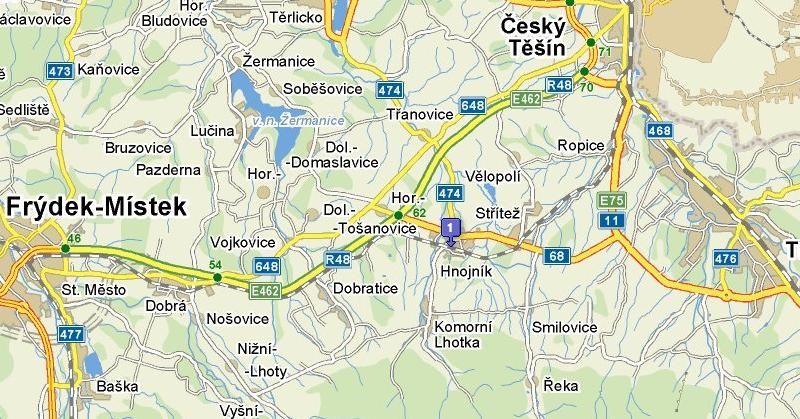 Hor.
Těrlicko
Václavovice
Bludovice
Český
Těšín
71
Žermanice
473
Kaňovice
Soběšovice
474
648
R48
70
E462
Sedliště
Třanovice
v. n. Žermanice
Lučina
468
Bruzovice
Dol.-
-Domaslavice
Ropice
Pazderna
Hor.-
Vělopolí
474
E75
Frýdek-Místek
Hor.-
62
Dol.-
-Tošanovice
Střítež
11
46
Vojkovice
1
54
648
R48
68
476
Hnojník
St. Město
E462
Dobratice
Dobrá
Nošovice
477
Komorní
Lhotka
Smilovice
Nižní-
-Lhoty
Baška
Řeka
Vyšní-